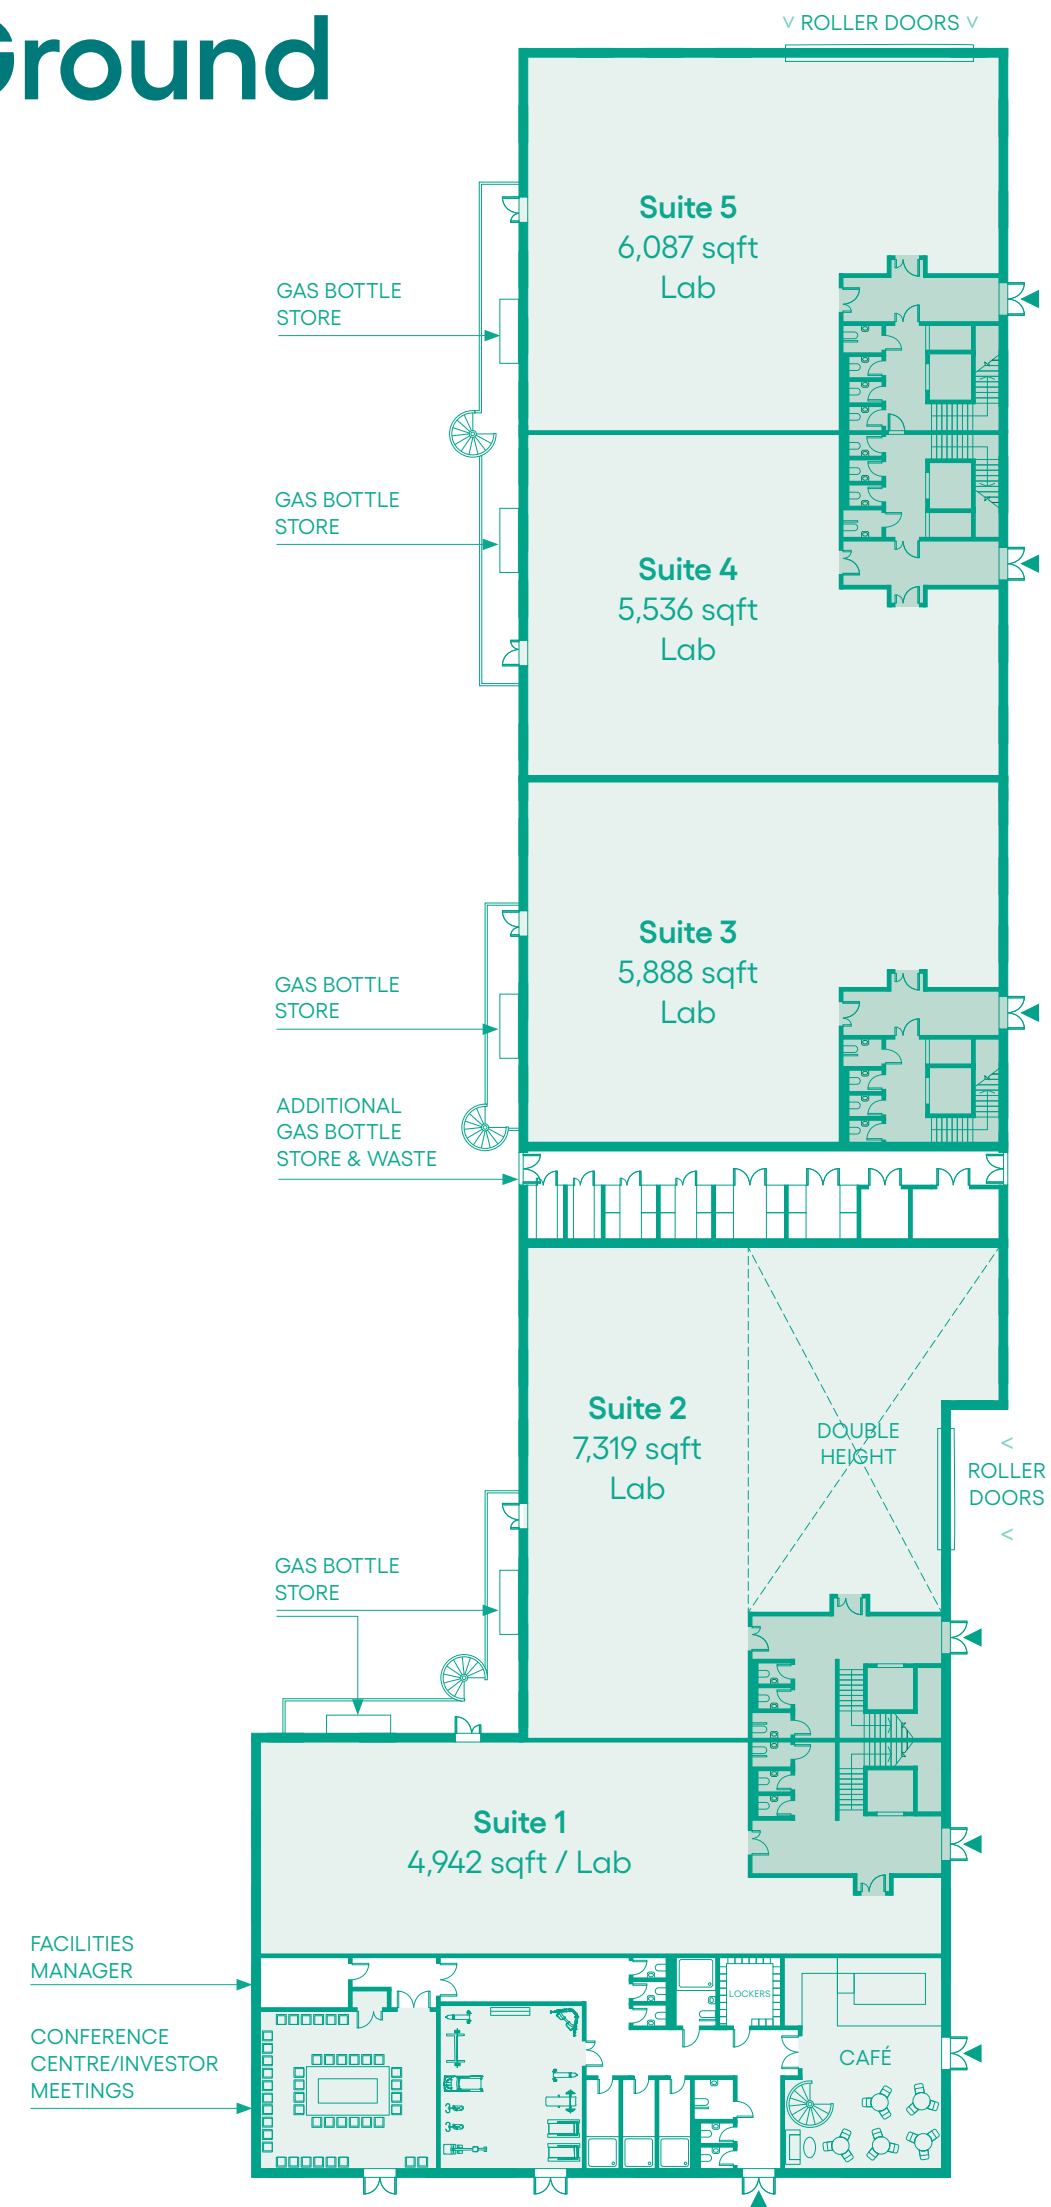 Ground
˅ ROLLER DOORS ˅
Suite 5
6,087 sqft
Lab
GAS BOTTLE
STORE
GAS BOTTLE
STORE
Suite 4
5,536 sqft
Lab
Suite 3
5,888 sqft
Lab
GAS BOTTLE
STORE
ADDITIONAL
GAS BOTTLE
STORE & WASTE
Suite 2
7,319 sqft
Lab
DOUBLE
HEIGHT
<
ROLLER
DOORS
<
GAS BOTTLE
STORE
Suite 1
4,942 sqft / Lab
FACILITIES
MANAGER
LOCKERS
CONFERENCE
CENTRE/INVESTOR
MEETINGS
CAFÉ